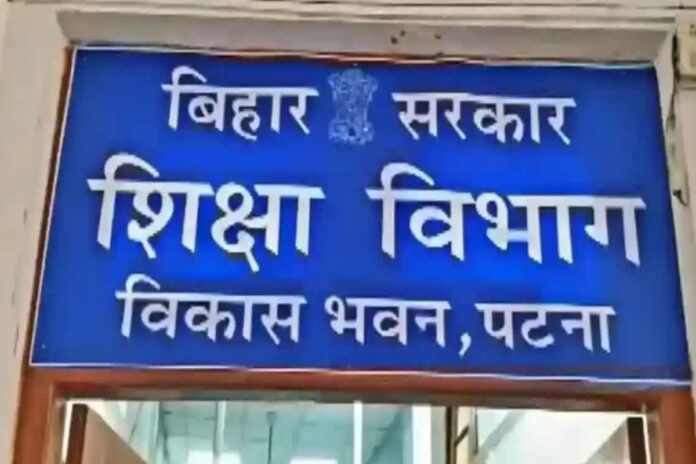 बिहार सरकार
शिक्षा विभाग
विकास भवन, पटना